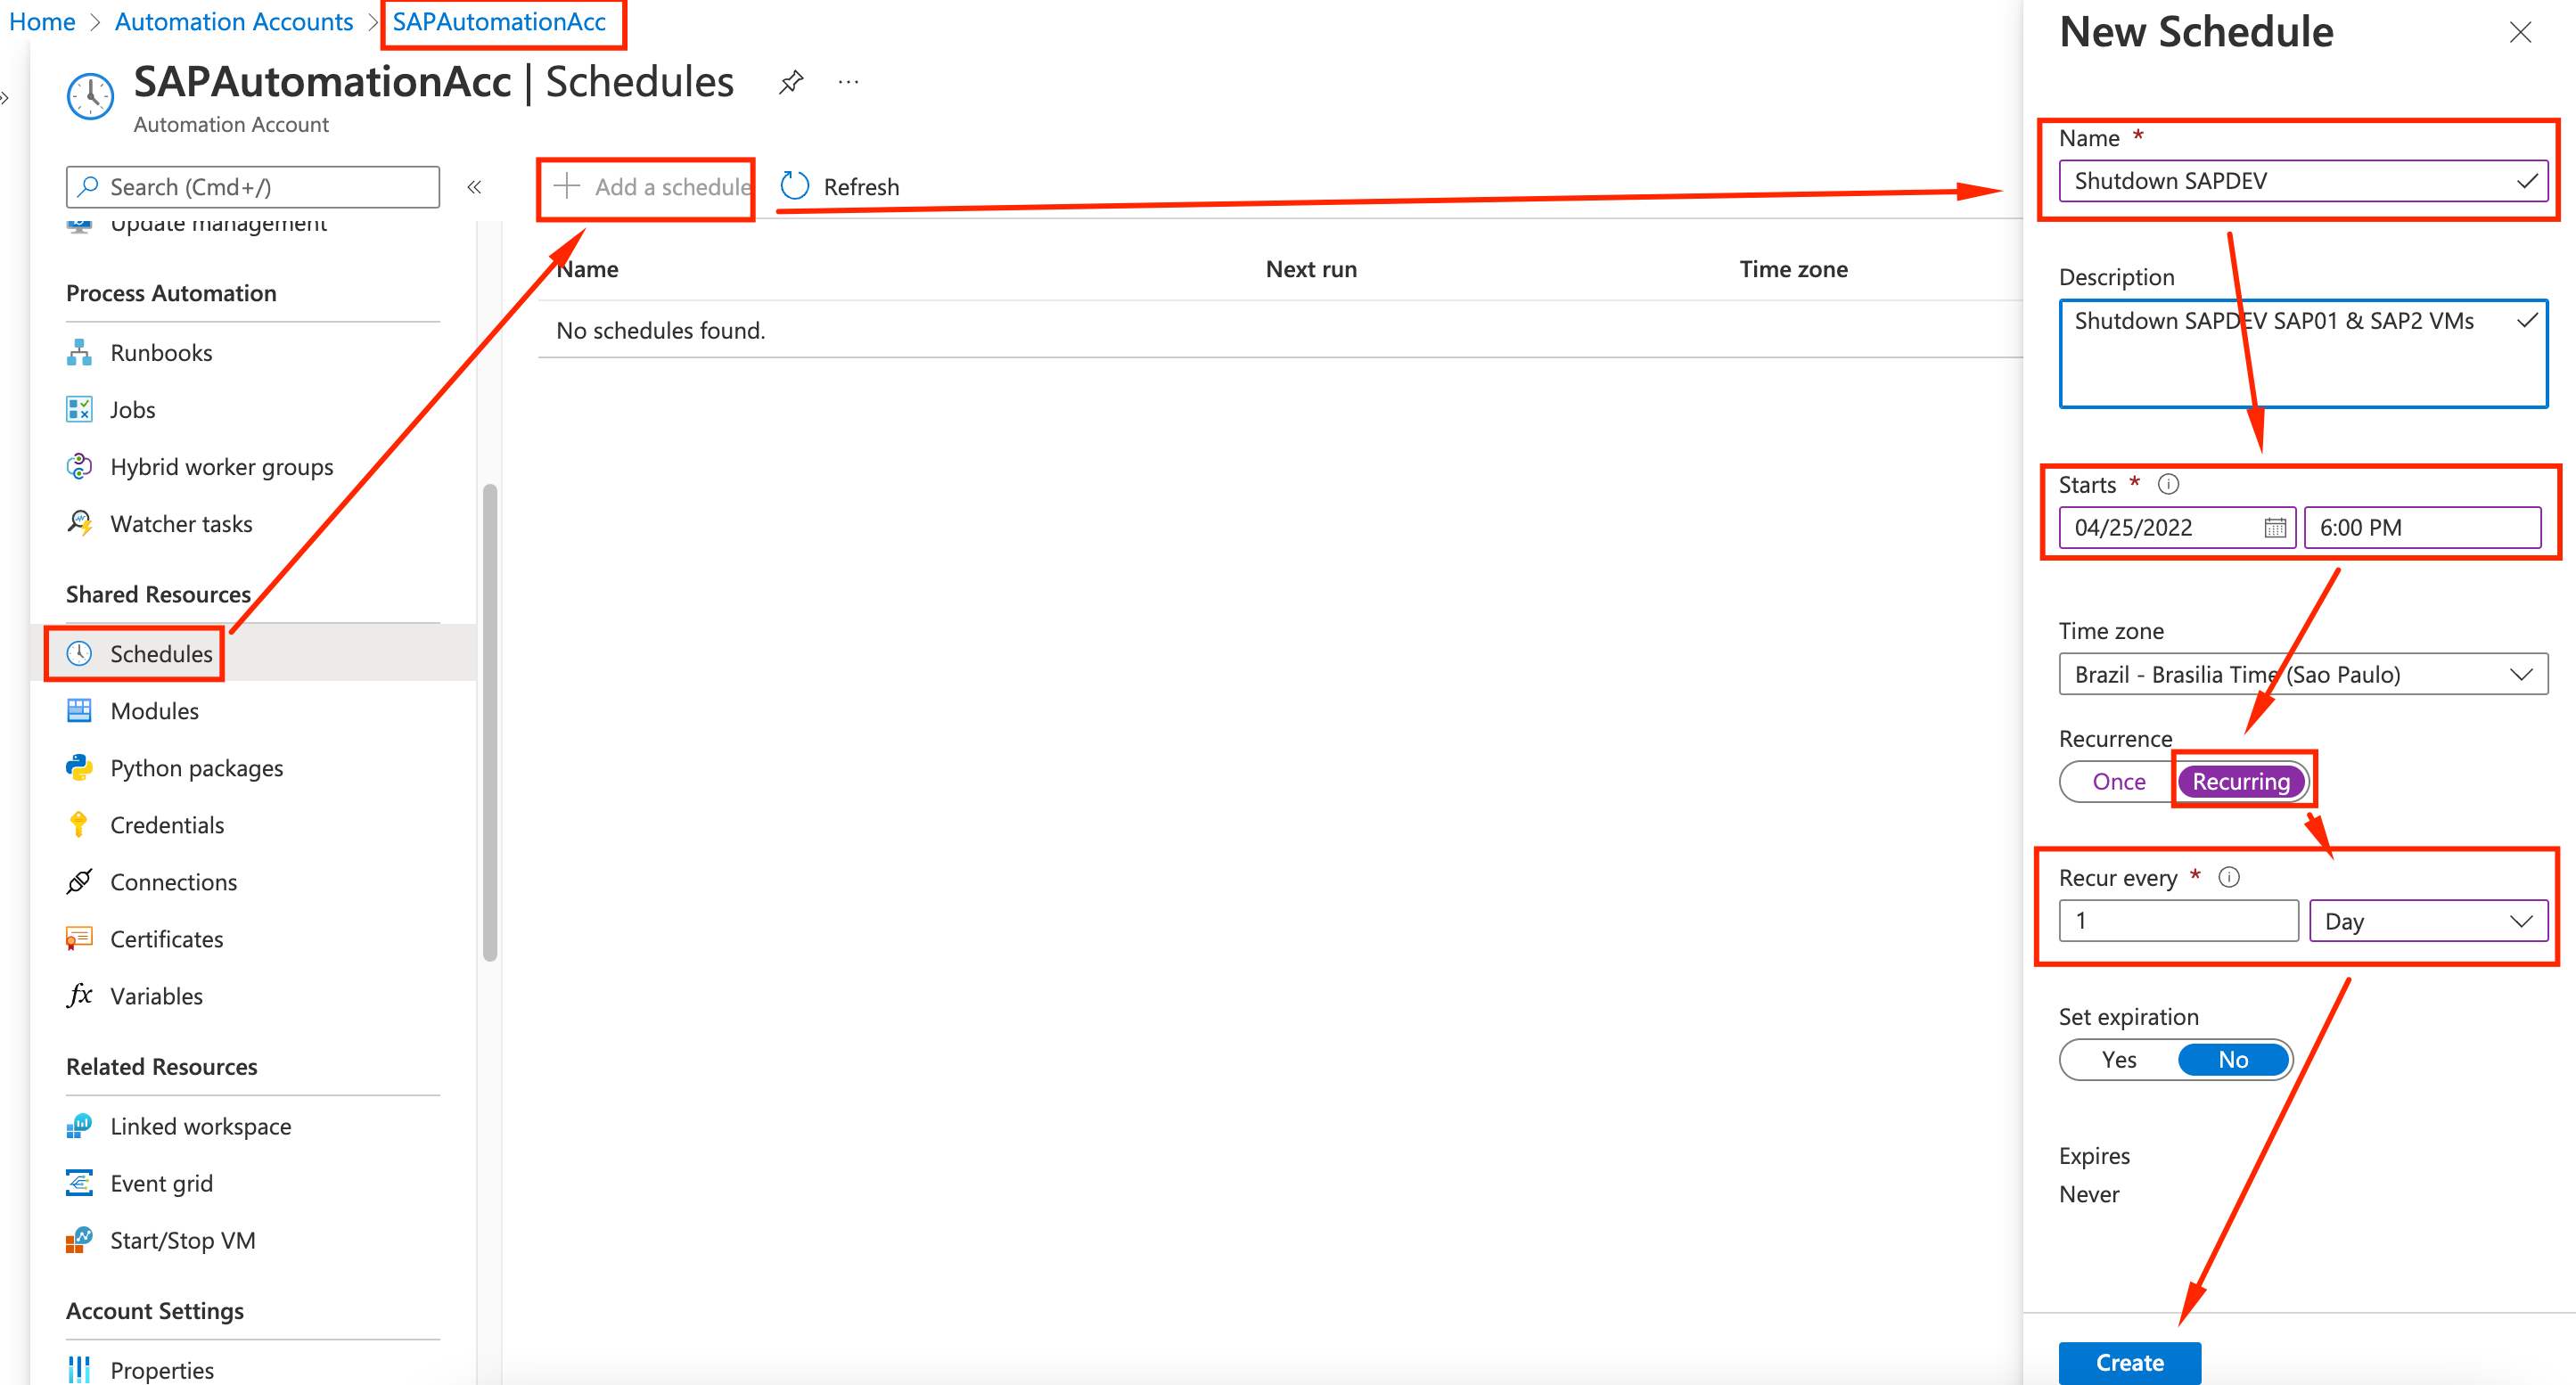 Home > Automation Accounts > SAPAutomationAcc
SAPAutomationAcc | Schedules ...
Automation Account
Search (Cmd+/)
Update management
Process Automation
Runbooks
Jobs
Hybrid worker groups
Watcher tasks
Shared Resources
Schedules
Modules
Python packages
Credentials
Connections
Certificates
fx Variables
Related Resources
Linked workspace
Event grid
Start/Stop VM
Account Settings
Properties
+ Add a schedule Refresh
Name Next run Time zone
No schedules found.
New Schedule
Name *
Shutdown SAPDEV
Description
Shutdown SAPDEV SAP01 & SAP2 VMs
Starts *
04/25/2022 6:00 PM
Time zone
Brazil - Brasilia Time (Sao Paulo)
Recurrence
Once Recurring
Recur every *
1 Day
Set expiration
Yes No
Expires
Never
Create